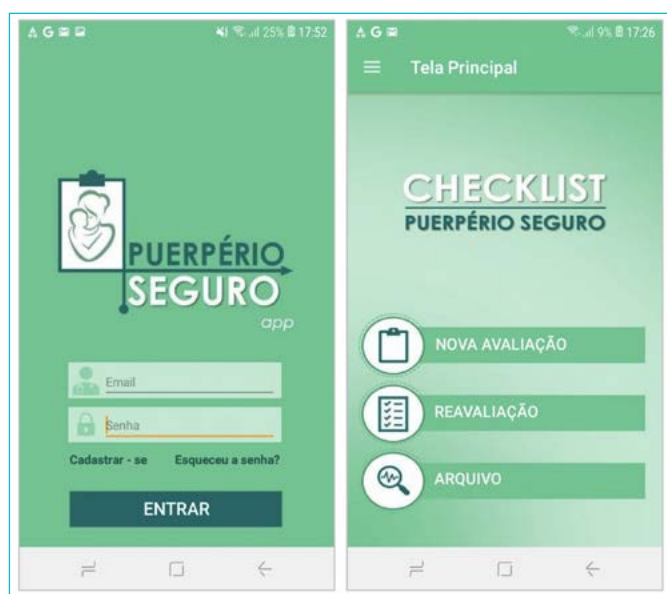 25% 17:52
PUERPÉRIO
SEGURO
app
Email
Senha
Cadastrar - se Esqueceu a senha?
ENTRAR
9% 17:26
Tela Principal
CHECKLIST
PUERPÉRIO SEGURO
NOVA AVALIAÇÃO
REAVALIAÇÃO
ARQUIVO